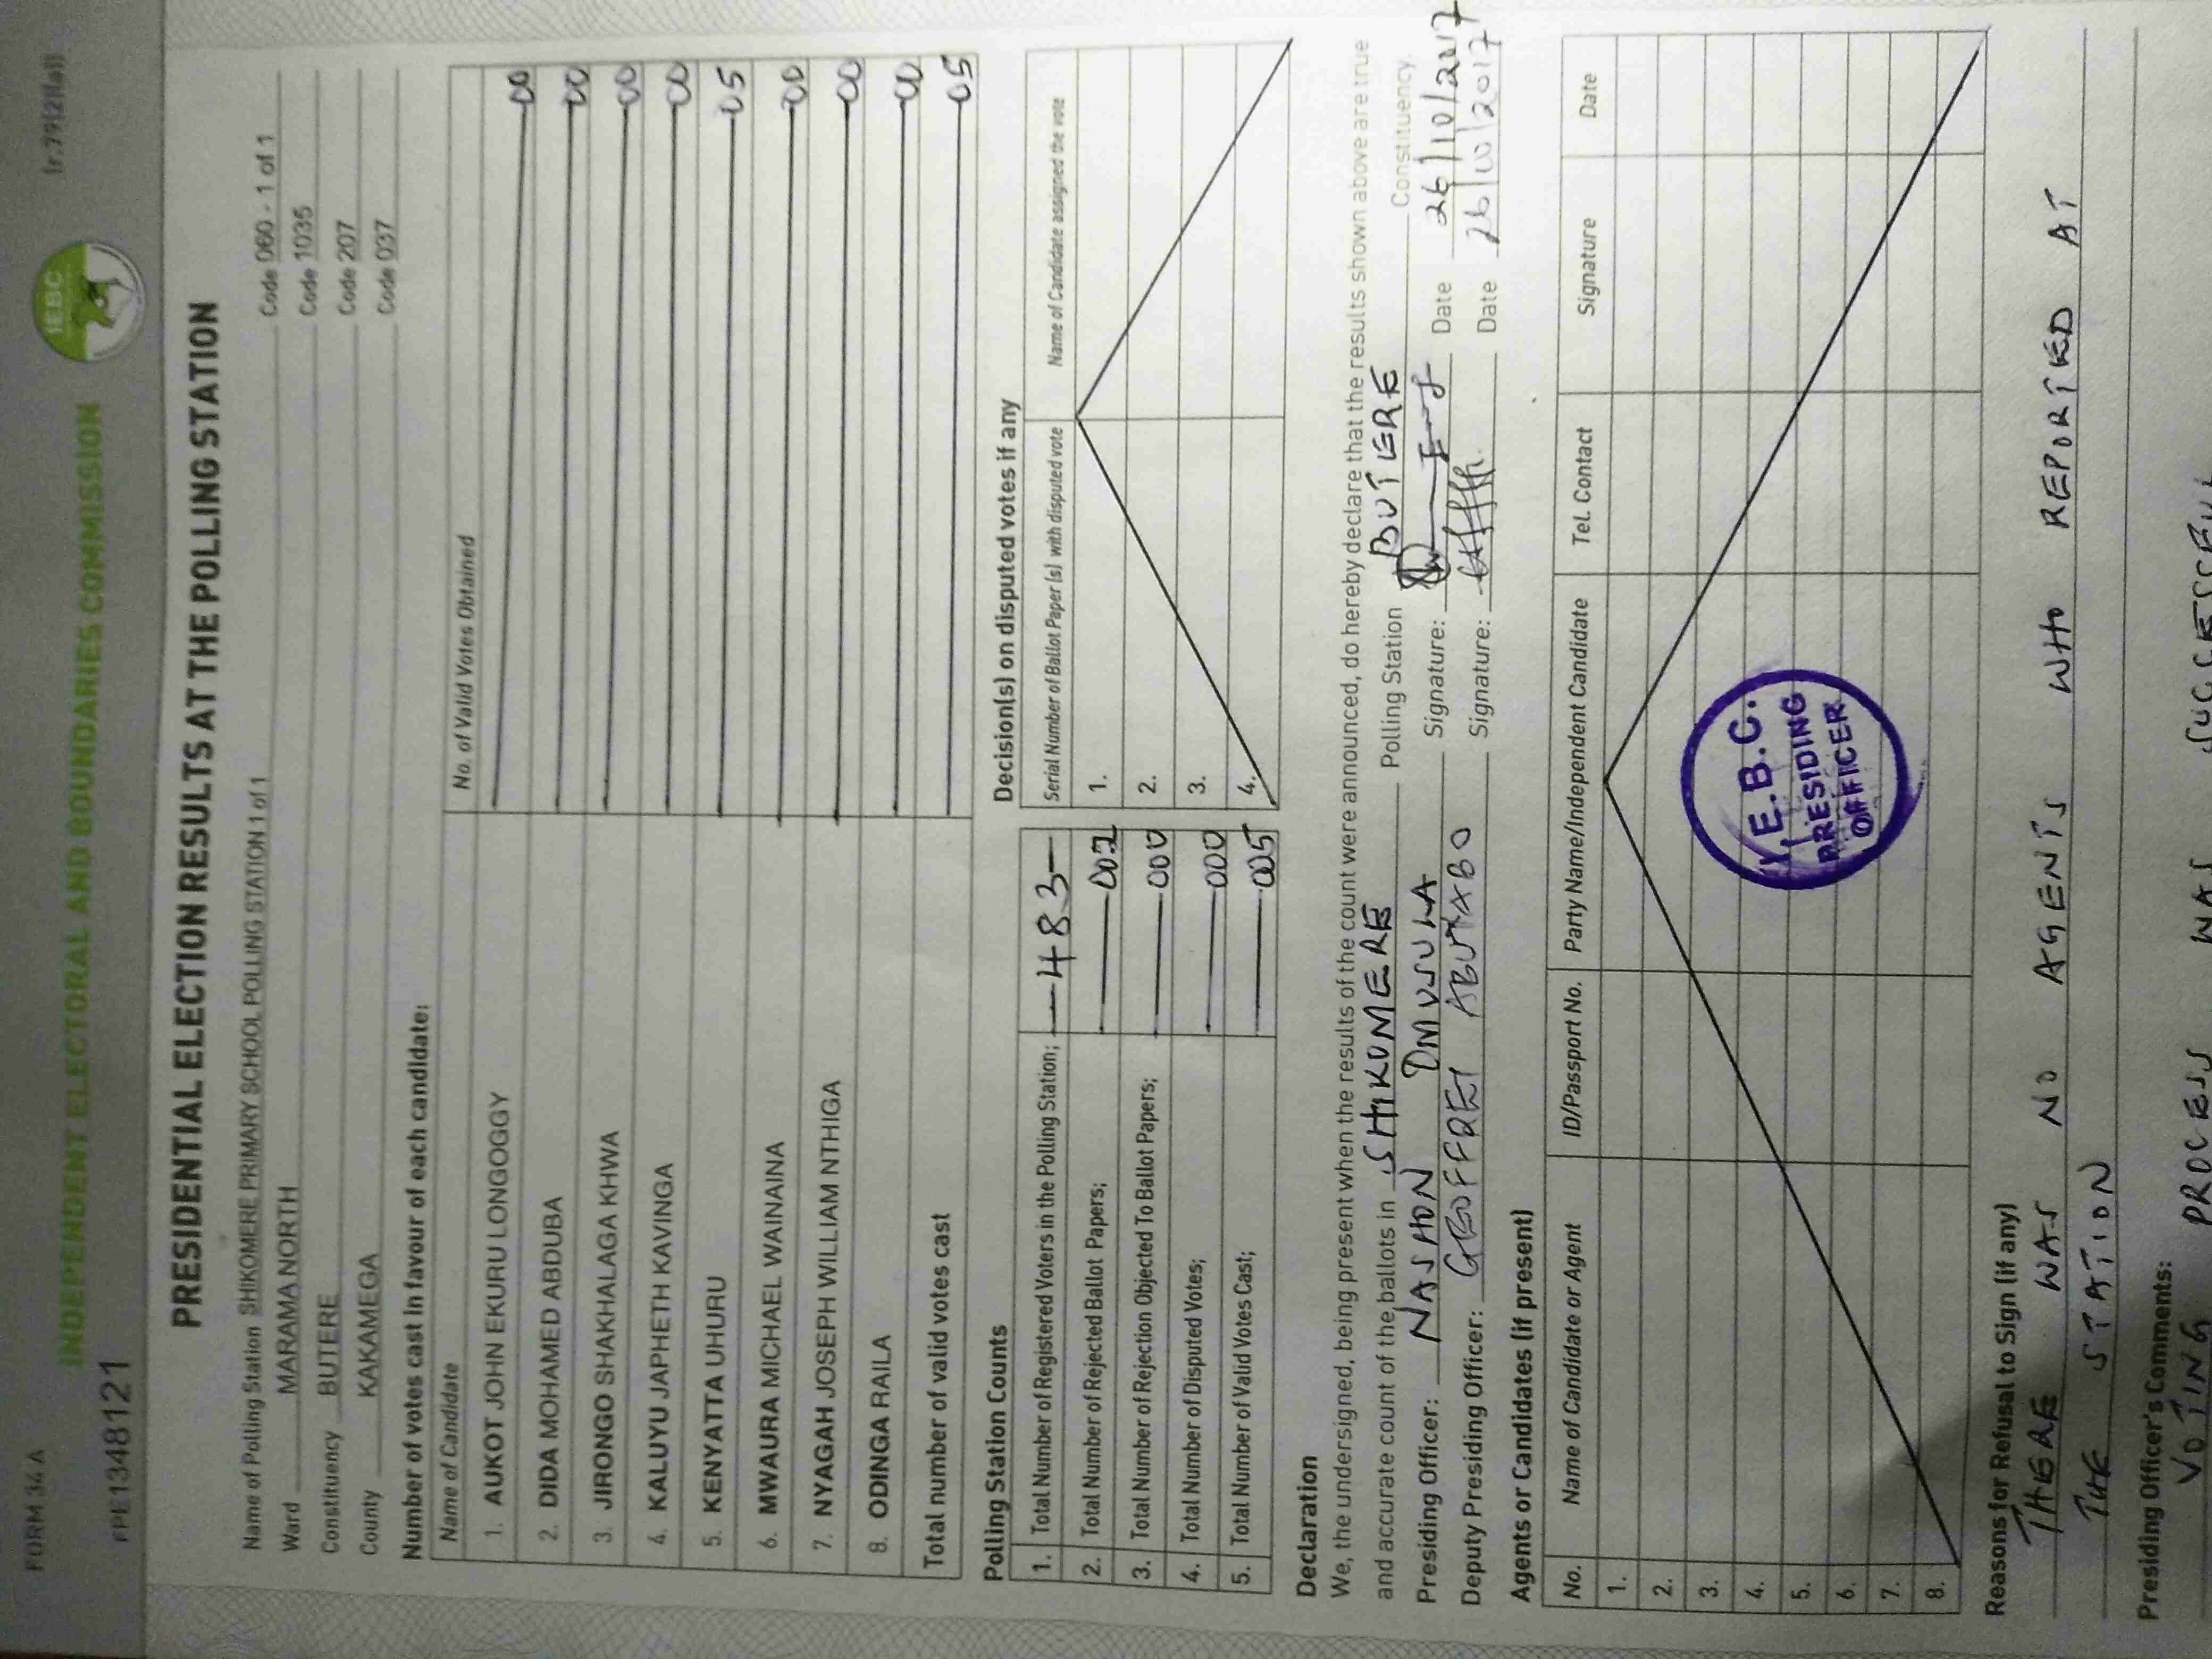 FORM 34 A
(r.79(2)(a))
INDEPENDENT ELECTORAL AND BOUNDARIES COMMISSION
IEBC
PPE1348121
PRESIDENTIAL ELECTION RESULTS AT THE POLLING STATION
Name of Polling Station SHIKOMERE PRIMARY SCHOOL POLLING STATION 1 of 1 Code 060 - 1 of 1
Ward MARAMA NORTH Code 1035
Constituency BUTERE Code 207
County KAKAMEGA Code 037
Number of votes cast in favour of each candidate:
Name of Candidate No. of Valid Votes Obtained
1. AUKOT JOHN EKURU LONGOGGY 00
2. DIDA MOHAMED ABDUBA 00
3. JIRONGO SHAKHALAGA KHWA 00
4. KALUYU JAPHETH KAVINGA 00
5. KENYATTA UHURU 05
6. MWAURA MICHAEL WAINAINA 00
7. NYAGAH JOSEPH WILLIAM NTHIGA 00
8. ODINGA RAILA 00
Total number of valid votes cast 05
Polling Station Counts
1. Total Number of Registered Voters in the Polling Station; 483
2. Total Number of Rejected Ballot Papers; 002
3. Total Number of Rejection Objected To Ballot Papers; 000
4. Total Number of Disputed Votes; 000
5. Total Number of Valid Votes Cast; 005
Decision(s) on disputed votes if any
Serial Number of Ballot Paper (s) with disputed vote Name of Candidate assigned the vote
1.
2.
3.
4.
Declaration
We, the undersigned, being present when the results of the count were announced, do hereby declare that the results shown above are true
and accurate count of the ballots in SHIKOMERE Polling Station BUTERE Constituency.
Presiding Officer: NASHON Signature: Date 26/10/2017
Deputy Presiding Officer: GEOFFREY Signature: Date 26/10/2017
Agents or Candidates (if present)
No. Name of Candidate or Agent ID/Passport No. Party Name/Independent Candidate Tel. Contact Signature Date
1.
2.
3.
4.
5.
6.
7.
8.
I.E.B.C.
PRESIDING
OFFICER
Reasons for Refusal to Sign (if any)
THERE WAS NO AGENTS WHO REPORTED AT
THE STATION
Presiding Officer's Comments:
VOTING PROCESS WAS SUCCESSFUL